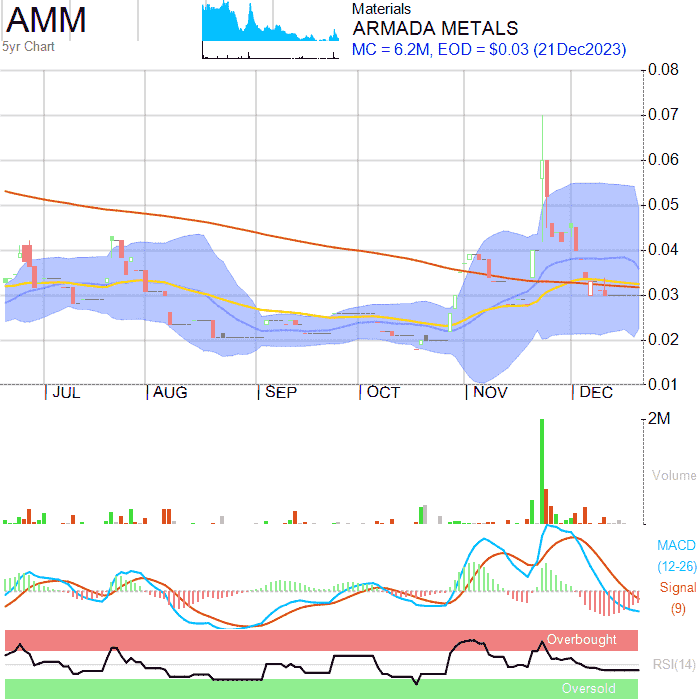 AMM
5yr Chart
Materials
ARMADA METALS
MC = 6.2M, EOD = $0.03 (21Dec2023)
0.08
0.07
0.06
0.05
0.04
0.03
0.02
0.01
JUL AUG SEP OCT NOV DEC
2M
Volume
MACD
(12-26)
Signal
(9)
Overbought
RSI(14)
Oversold